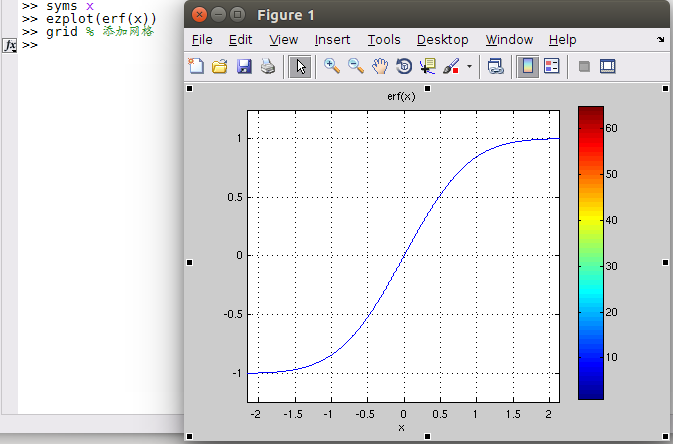 >> syms x
>> ezplot(erf(x))
>> grid % 添加网格
fx >>
Figure 1
File Edit View Insert Tools Desktop Window Help
erf(x)
1
0.5
0
-0.5
-1
-2 -1.5 -1 -0.5 0 0.5 1 1.5 2
x
60
50
40
30
20
10